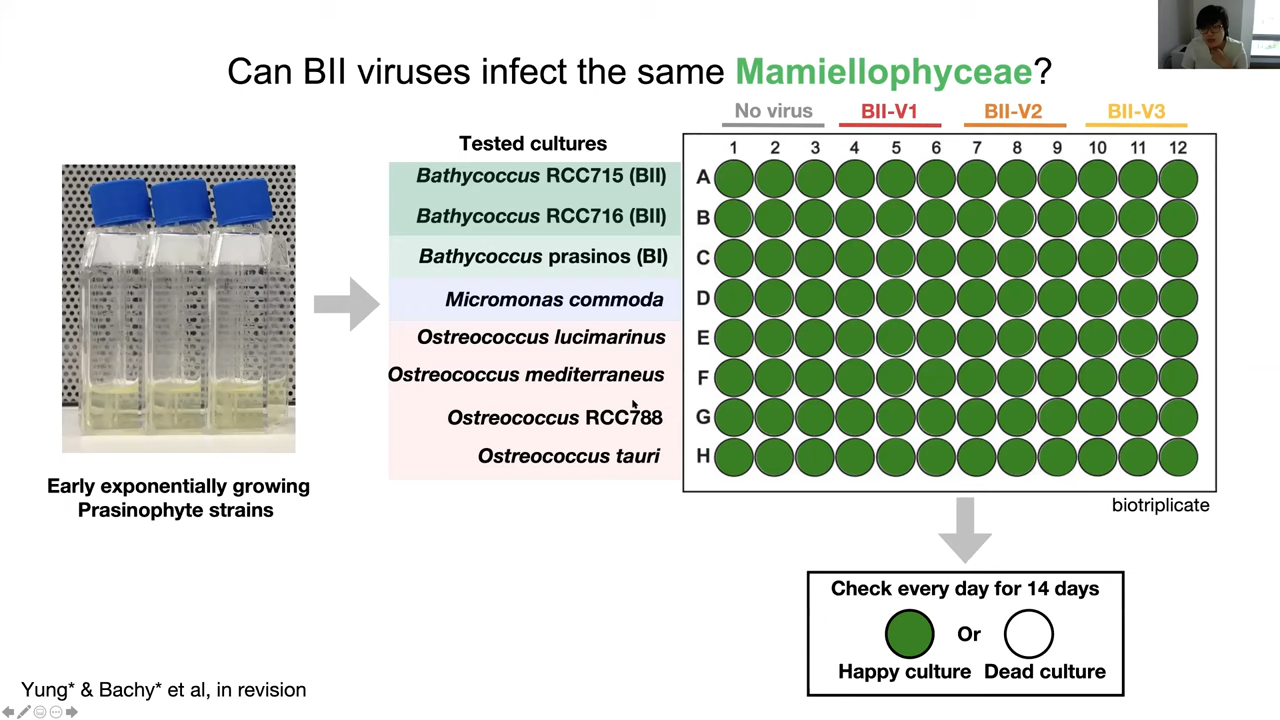 Can BII viruses infect the same Mamiellophyceae?
No virus BII-V1 BII-V2 BII-V3
Tested cultures
1 2 3 4 5 6 7 8 9 10 11 12
Bathycoccus RCC715 (BII)
A
Bathycoccus RCC716 (BII)
B
Bathycoccus prasinos (BI)
C
Micromonas commoda
D
Ostreococcus lucimarinus
E
Ostreococcus mediterraneus
F
Ostreococcus RCC788
G
Ostreococcus tauri
H
Early exponentially growing
Prasinophyte strains
biotriplicate
Check every day for 14 days
Or
Happy culture Dead culture
Yung* & Bachy* et al, in revision